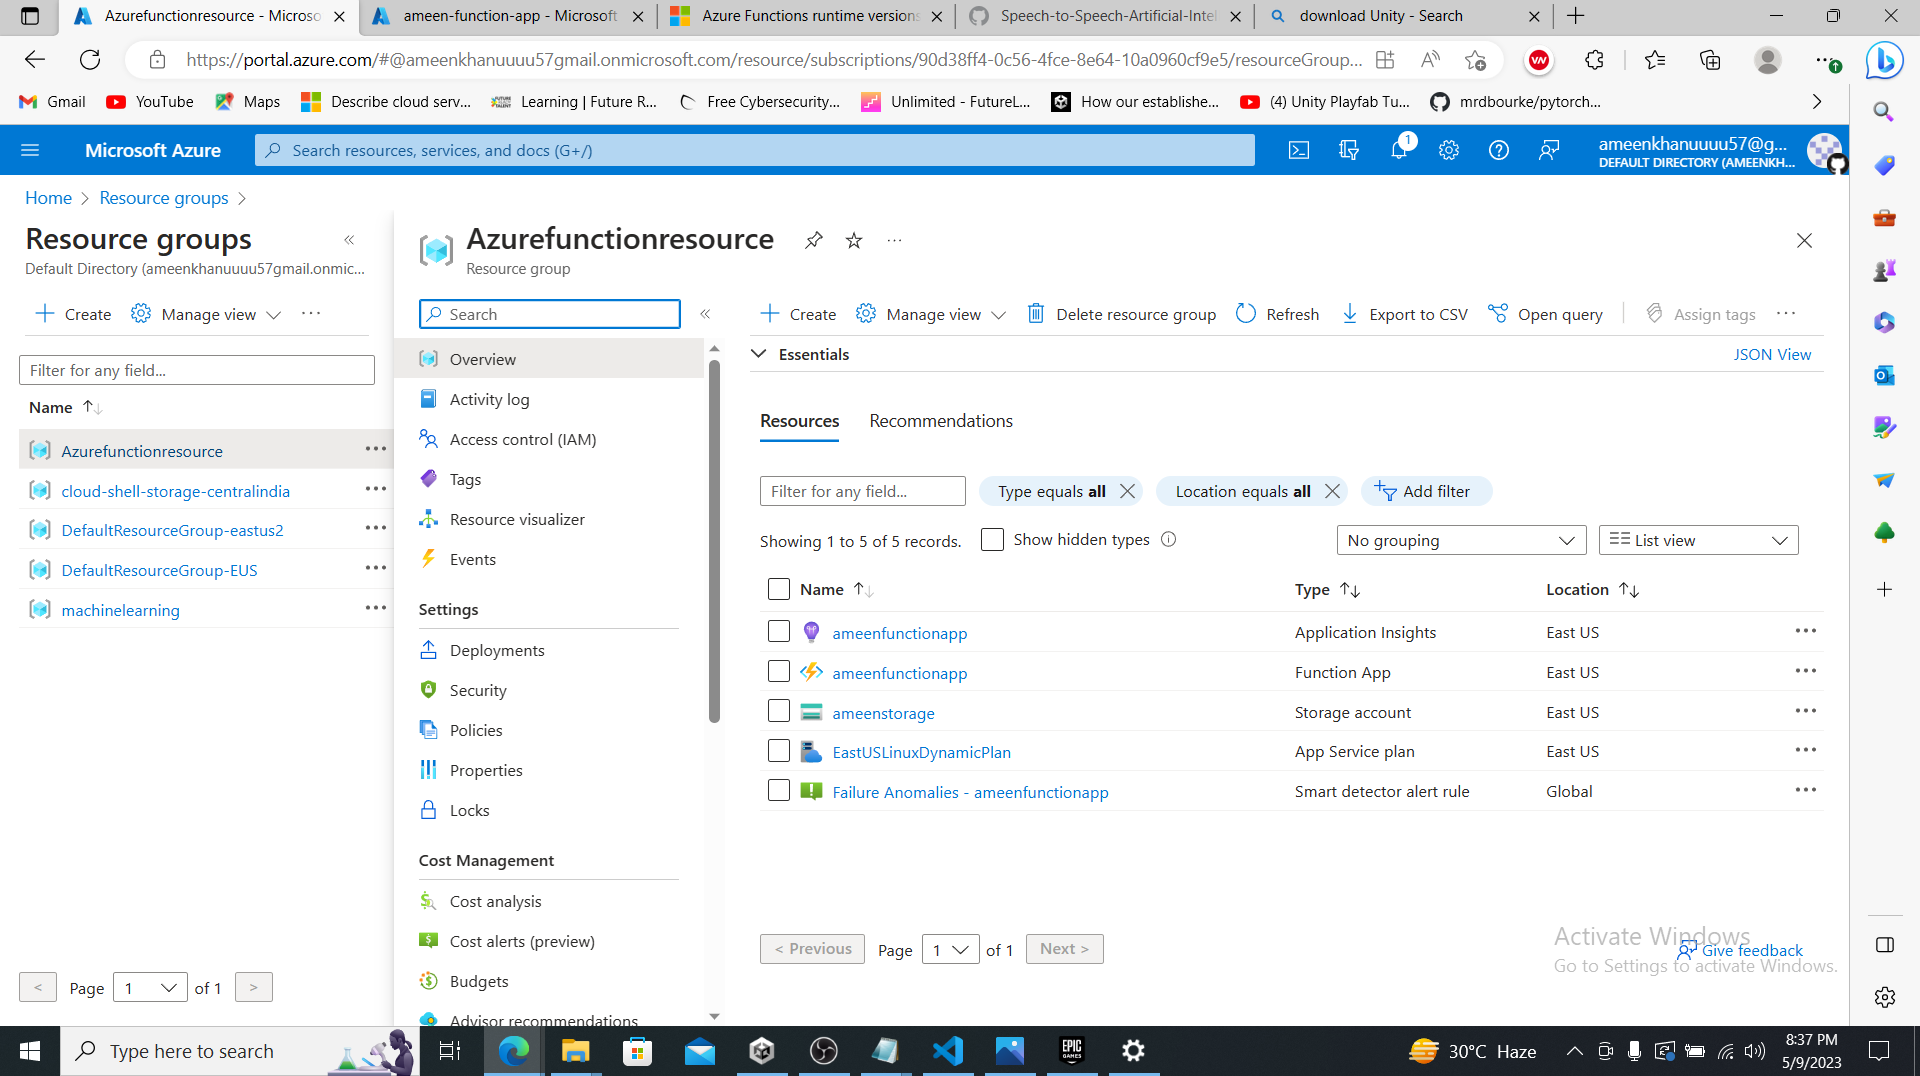 Azurefunctionresource - Microso
ameen-function-app - Microsoft
Azure Functions runtime versions
Speech-to-Speech-Artificial-Intel
download Unity - Search
https://portal.azure.com/#@ameenkhanuuuu57gmail.onmicrosoft.com/resource/subscriptions/90d38ff4-0c56-4fce-8e64-10a0960cf9e5/resourceGroup...
Gmail
YouTube
Maps
Describe cloud serv...
Learning | Future R...
Free Cybersecurity...
Unlimited - FutureL...
How our establishe...
(4) Unity Playfab Tu...
mrdbourke/pytorch...
Microsoft Azure
Search resources, services, and docs (G+/)
1
ameenkhanuuuu57@g...
DEFAULT DIRECTORY (AMEENKH...
Home > Resource groups >
Resource groups
Default Directory (ameenkhanuuuu57gmail.onmic...
Create
Manage view
Filter for any field...
Name
Azurefunctionresource
cloud-shell-storage-centralindia
DefaultResourceGroup-eastus2
DefaultResourceGroup-EUS
machinelearning
< Page 1 of 1 >
Azurefunctionresource
Resource group
Search
Overview
Activity log
Access control (IAM)
Tags
Resource visualizer
Events
Settings
Deployments
Security
Policies
Properties
Locks
Cost Management
Cost analysis
Cost alerts (preview)
Budgets
Advisor recommendations
Create
Manage view
Delete resource group
Refresh
Export to CSV
Open query
Assign tags
Essentials
JSON View
Resources
Recommendations
Filter for any field...
Type equals all
Location equals all
Add filter
Showing 1 to 5 of 5 records.
Show hidden types
No grouping
List view
Name Type Location
ameenfunctionapp Application Insights East US
ameenfunctionapp Function App East US
ameenstorage Storage account East US
EastUSLinuxDynamicPlan App Service plan East US
Failure Anomalies - ameenfunctionapp Smart detector alert rule Global
< Previous Page 1 of 1 Next >
Activate Windows
Go to Settings to activate Windows.
Give feedback
Type here to search
EPIC
GAMES
30°C Haze
8:37 PM
5/9/2023